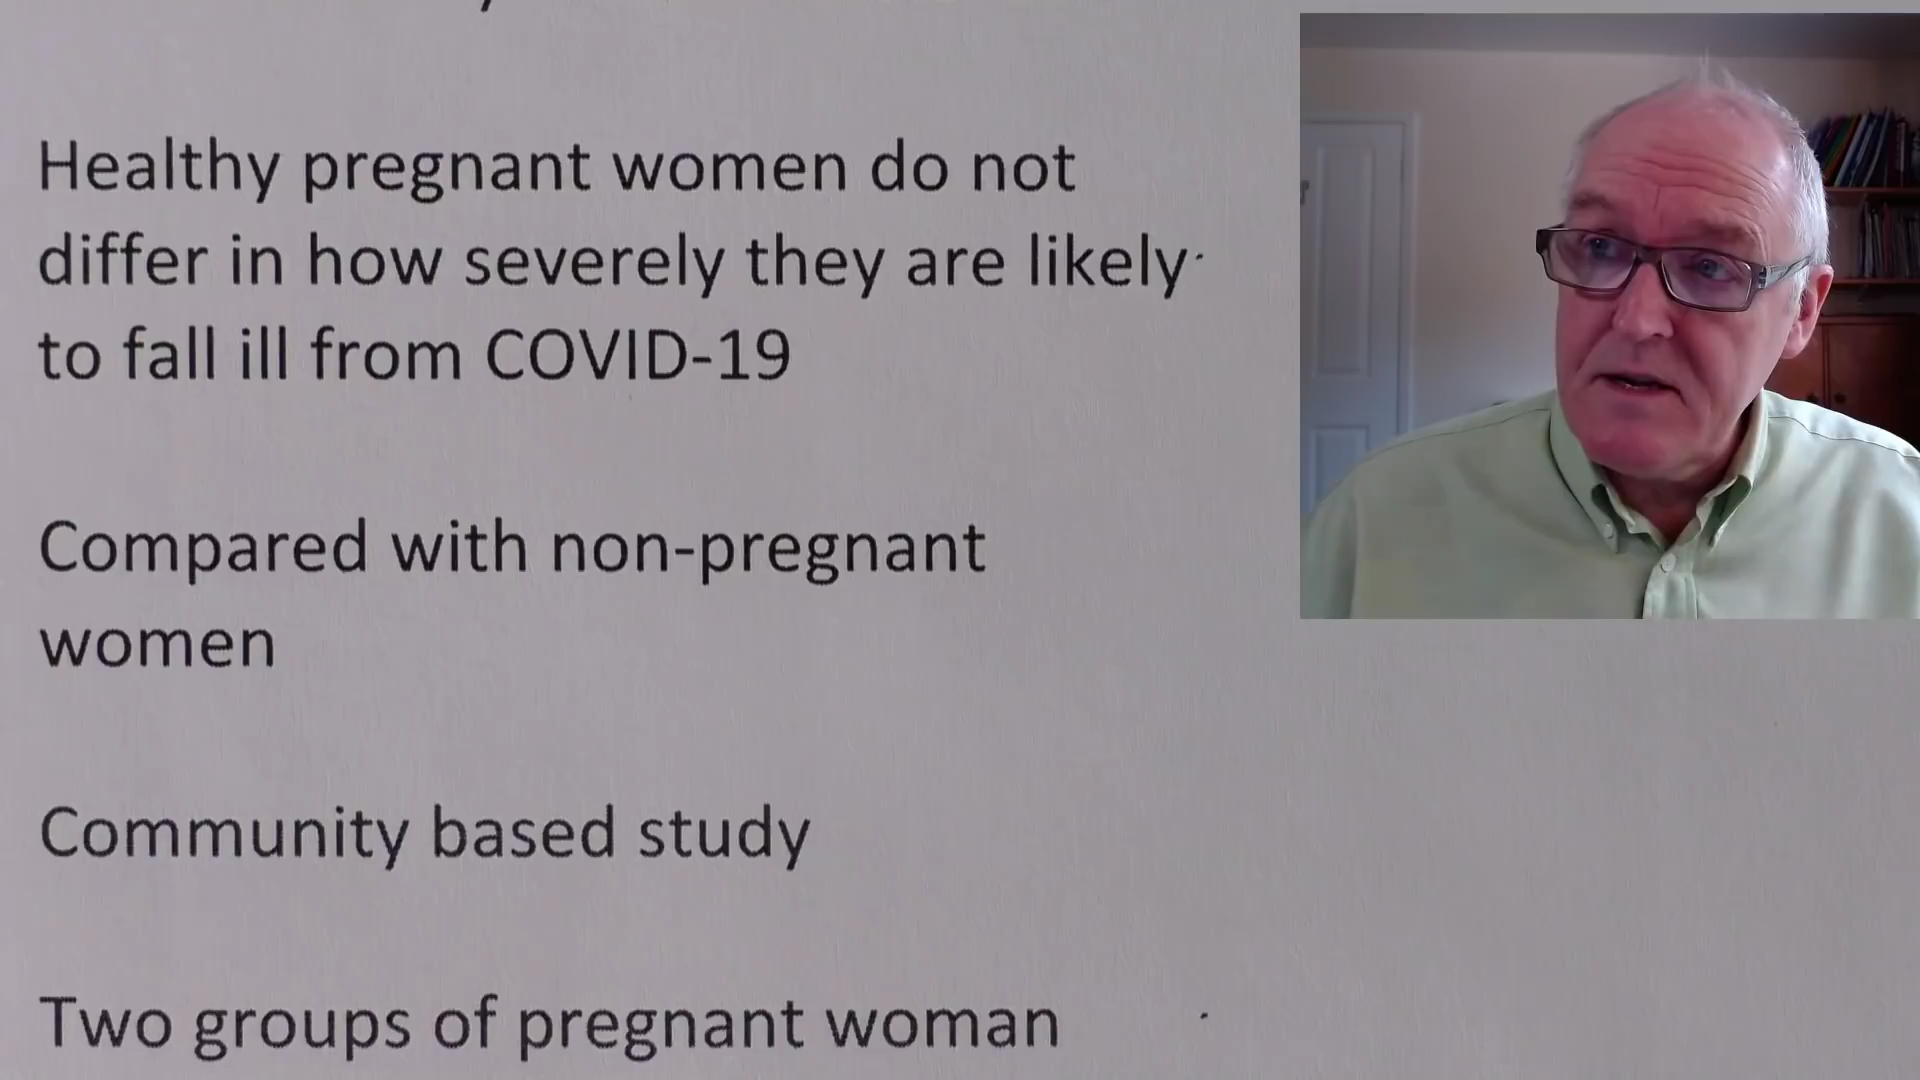 Healthy pregnant women do not
differ in how severely they are likely
to fall ill from COVID-19
Compared with non-pregnant
women
Community based study
Two groups of pregnant woman